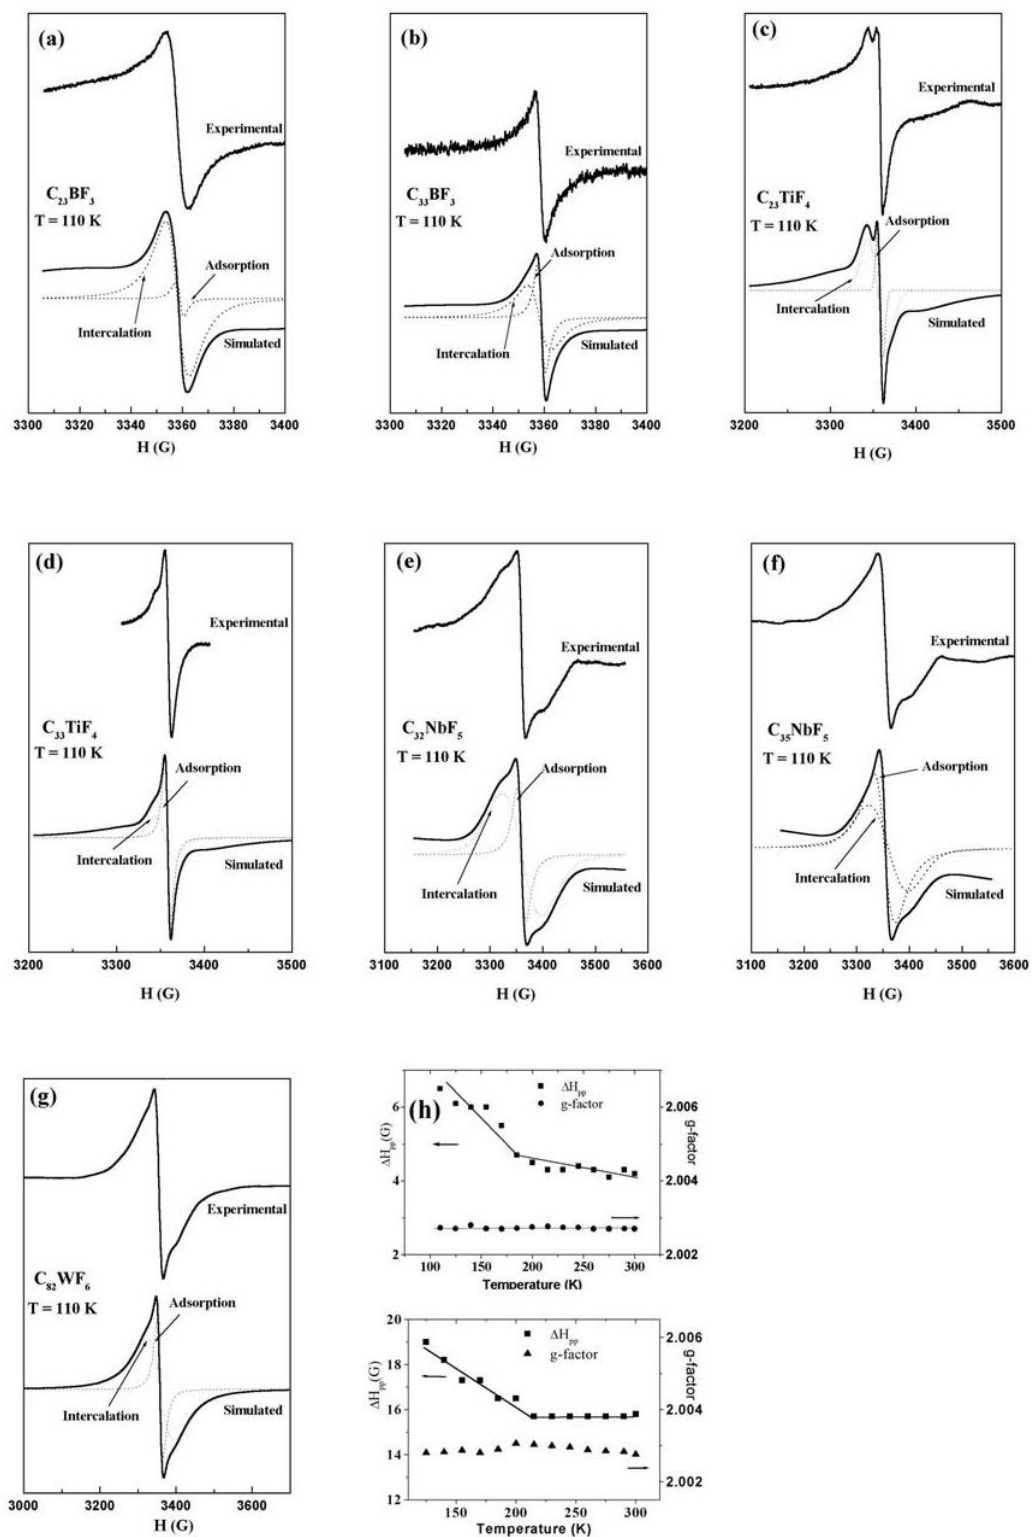 (a)
Experimental
C23BF3
T = 110 K
Adsorption
Intercalation
Simulated
3300 3320 3340 3360 3380 3400
H (G)
(b)
Experimental
C33BF3
T = 110 K
Adsorption
Intercalation
Simulated
3300 3320 3340 3360 3380 3400
H (G)
(c)
Experimental
C23TiF4
T = 110 K
Adsorption
Intercalation
Simulated
3200 3300 3400 3500
H (G)
(d)
Experimental
C33TiF4
T = 110 K
Adsorption
Intercalation
Simulated
3200 3300 3400 3500
H (G)
(e)
Experimental
C32NbF5
T = 110 K
Adsorption
Intercalation
Simulated
3100 3200 3300 3400 3500 3600
H (G)
(f)
Experimental
C35NbF5
T = 110 K
Adsorption
Intercalation
Simulated
3100 3200 3300 3400 3500 3600
H (G)
(g)
Experimental
C82WF6
T = 110 K
Adsorption
Intercalation
Simulated
3000 3100 3200 3300 3400 3500 3600
H (G)
(h)
ΔHpp
g-factor
6
4
2
ΔHpp(G)
2.006
2.004
2.002
g-factor
100 150 200 250 300
Temperature (K)
ΔHpp
g-factor
20
18
16
14
12
ΔHpp(G)
2.006
2.004
2.002
g-factor
150 200 250 300
Temperature (K)